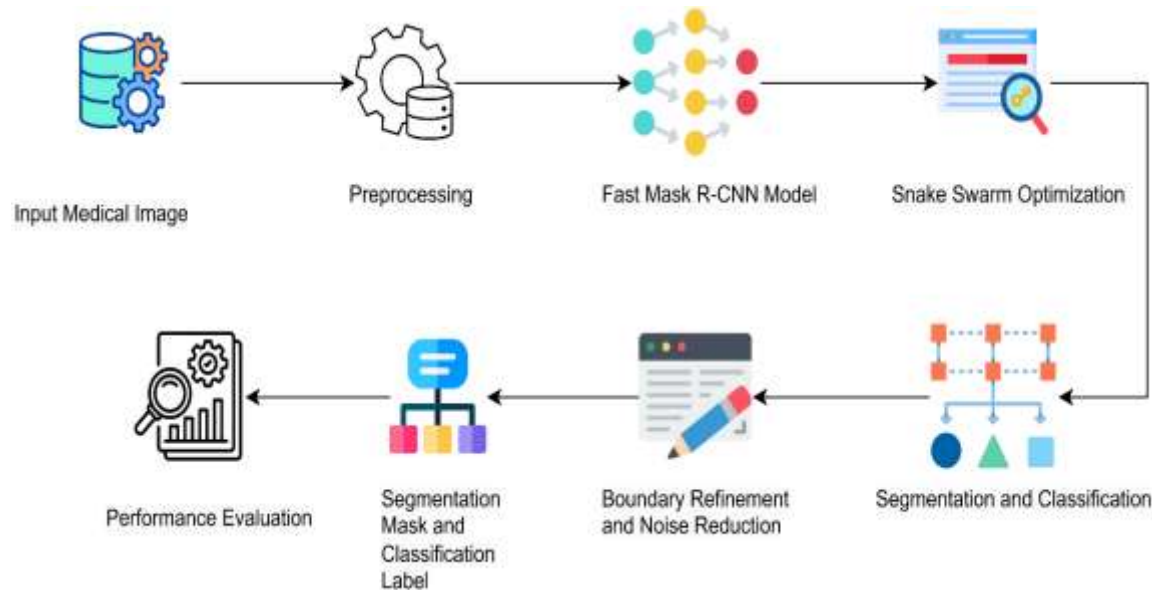 Input Medical Image
Preprocessing
Fast Mask R-CNN Model
Snake Swarm Optimization
Segmentation and Classification
Boundary Refinement
and Noise Reduction
Segmentation
Mask and
Classification
Label
Performance Evaluation